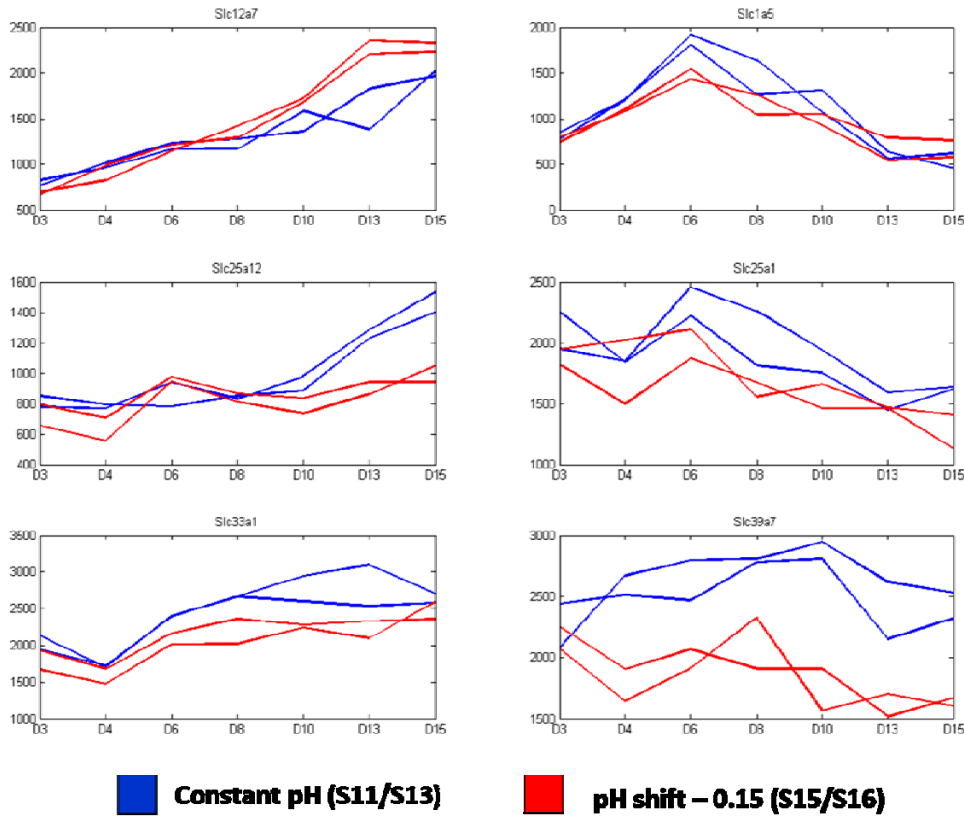 Slc12a7
2500
2000
1500
1000
500
D3 D4 D6 D8 D10 D13 D15
Slc1a5
2000
1500
1000
500
0
D3 D4 D6 D8 D10 D13 D15
Slc25a12
1600
1400
1200
1000
800
600
400
D3 D4 D6 D8 D10 D13 D15
Slc25a1
2500
2000
1500
1000
D3 D4 D6 D8 D10 D13 D15
Slc33a1
3500
3000
2500
2000
1500
1000
D3 D4 D6 D8 D10 D13 D15
Slc39a7
3000
2500
2000
1500
D3 D4 D6 D8 D10 D13 D15
Constant pH (S11/S13)
pH shift – 0.15 (S15/S16)